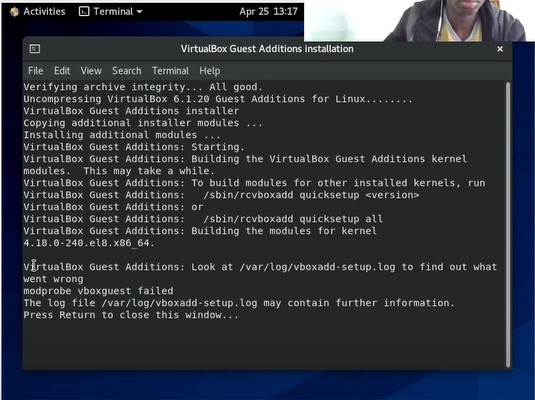 Activities Terminal Apr 25 13:17
VirtualBox Guest Additions installation ×
File Edit View Search Terminal Help
Verifying archive integrity... All good.
Uncompressing VirtualBox 6.1.20 Guest Additions for Linux........
VirtualBox Guest Additions installer
Copying additional installer modules ...
Installing additional modules ...
VirtualBox Guest Additions: Starting.
VirtualBox Guest Additions: Building the VirtualBox Guest Additions kernel
modules.  This may take a while.
VirtualBox Guest Additions: To build modules for other installed kernels, run
VirtualBox Guest Additions:   /sbin/rcvboxadd quicksetup <version>
VirtualBox Guest Additions: or
VirtualBox Guest Additions:   /sbin/rcvboxadd quicksetup all
VirtualBox Guest Additions: Building the modules for kernel
4.18.0-240.el8.x86_64.
VirtualBox Guest Additions: Look at /var/log/vboxadd-setup.log to find out what
went wrong
modprobe vboxguest failed
The log file /var/log/vboxadd-setup.log may contain further information.
Press Return to close this window...